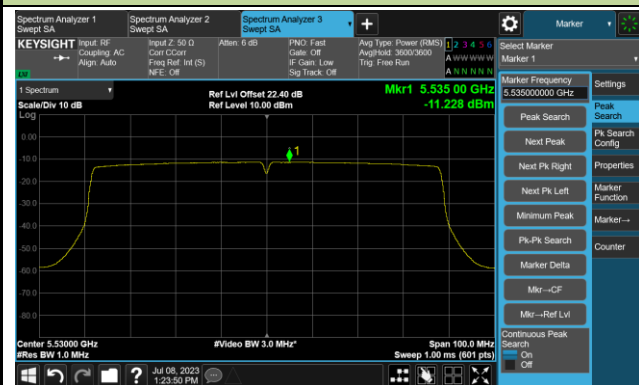 Spectrum Analyzer 1
Swept SA
Spectrum Analyzer 2
Swept SA
Spectrum Analyzer 3
Swept SA
Marker
KEYSIGHT
Input: RF
Coupling: AC
Align: Auto
Input Z: 50 Ω
Corr CCorr
Freq Ref: Int (S)
NFE: Off
Atten: 6 dB
PNO: Fast
Gate: Off
IF Gain: Low
Sig Track: Off
Avg Type: Power (RMS)
Avg|Hold: 3600/3600
Trig: Free Run
1 2 3 4 5 6
A W W W W W
A N N N N N
Select Marker
Marker 1
1 Spectrum
Scale/Div 10 dB
Log
Ref Lvl Offset 22.40 dB
Ref Level 10.00 dBm
Mkr1 5.535 00 GHz
-11.228 dBm
0.00
-10.0
-20.0
-30.0
-40.0
-50.0
-60.0
-70.0
-80.0
1
Center 5.53000 GHz
#Res BW 1.0 MHz
#Video BW 3.0 MHz*
Span 100.0 MHz
Sweep 1.00 ms (601 pts)
Marker Frequency
5.535000000 GHz
Peak Search
Next Peak
Next Pk Right
Next Pk Left
Minimum Peak
Pk-Pk Search
Marker Delta
Mkr→CF
Mkr→Ref Lvl
Continuous Peak
Search
On
Off
Settings
Peak
Search
Pk Search
Config
Properties
Marker
Function
Marker→
Counter
Jul 08, 2023
1:23:50 PM